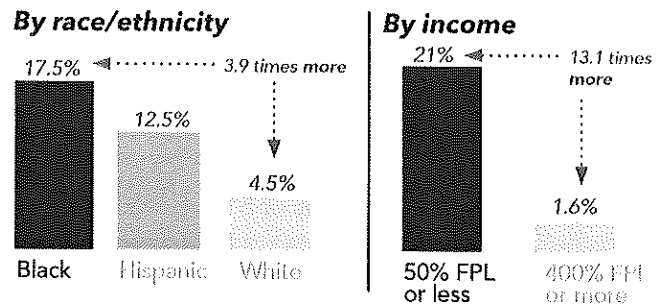 By race/ethnicity
17.5%
3.9 times more
12.5%
4.5%
Black
Hispanic
White
By income
21%
13.1 times
more
1.6%
50% FPL
or less
400% FPL
or more